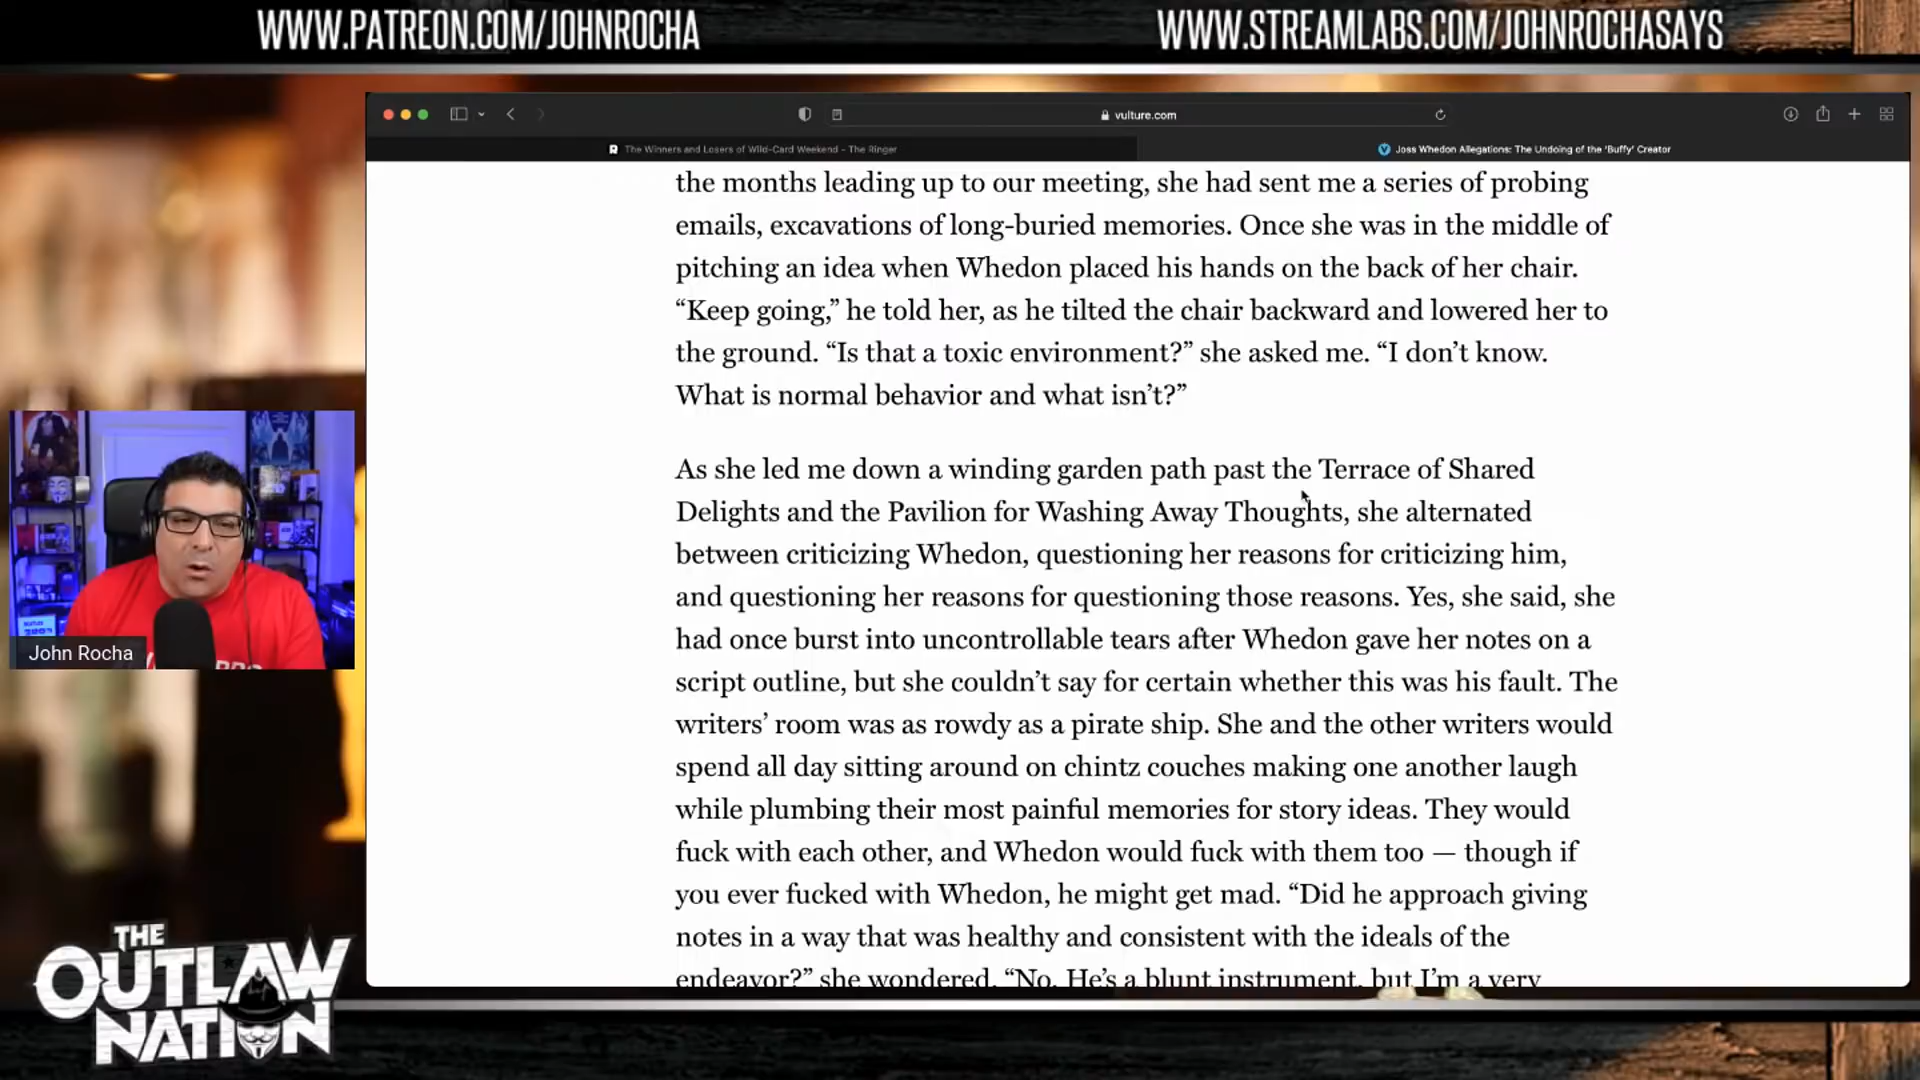 WWW.PATREON.COM/JOHNROCHA
WWW.STREAMLABS.COM/JOHNROCHASAYS
vulture.com
The Winners and Losers of Wild-Card Weekend - The Ringer
Joss Whedon Allegations: The Undoing of the ‘Buffy’ Creator
the months leading up to our meeting, she had sent me a series of probing
emails, excavations of long-buried memories. Once she was in the middle of
pitching an idea when Whedon placed his hands on the back of her chair.
“Keep going,” he told her, as he tilted the chair backward and lowered her to
the ground. “Is that a toxic environment?” she asked me. “I don’t know.
What is normal behavior and what isn’t?”
As she led me down a winding garden path past the Terrace of Shared
Delights and the Pavilion for Washing Away Thoughts, she alternated
between criticizing Whedon, questioning her reasons for criticizing him,
and questioning her reasons for questioning those reasons. Yes, she said, she
had once burst into uncontrollable tears after Whedon gave her notes on a
script outline, but she couldn’t say for certain whether this was his fault. The
writers’ room was as rowdy as a pirate ship. She and the other writers would
spend all day sitting around on chintz couches making one another laugh
while plumbing their most painful memories for story ideas. They would
fuck with each other, and Whedon would fuck with them too — though if
you ever fucked with Whedon, he might get mad. “Did he approach giving
notes in a way that was healthy and consistent with the ideals of the
endeavor?” she wondered. “No. He’s a blunt instrument, but I’m a very
John Rocha
THE
OUTLAW
NATION